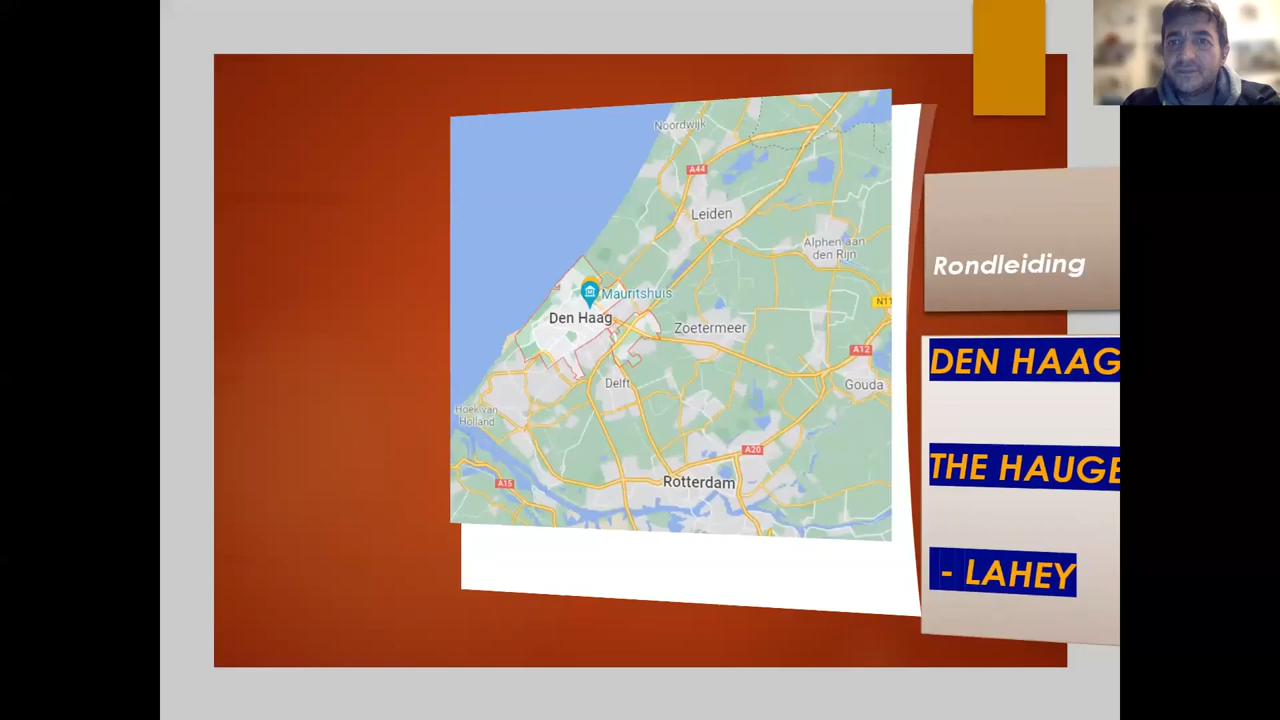 Noordwijk
A44
Leiden
Alphen aan
den Rijn
Mauritshuis
N11
Den Haag
Zoetermeer
A12
Delft
Gouda
Hoek van
Holland
A20
A15
Rotterdam
Rondleiding
DEN HAAG
THE HAUGE
- LAHEY